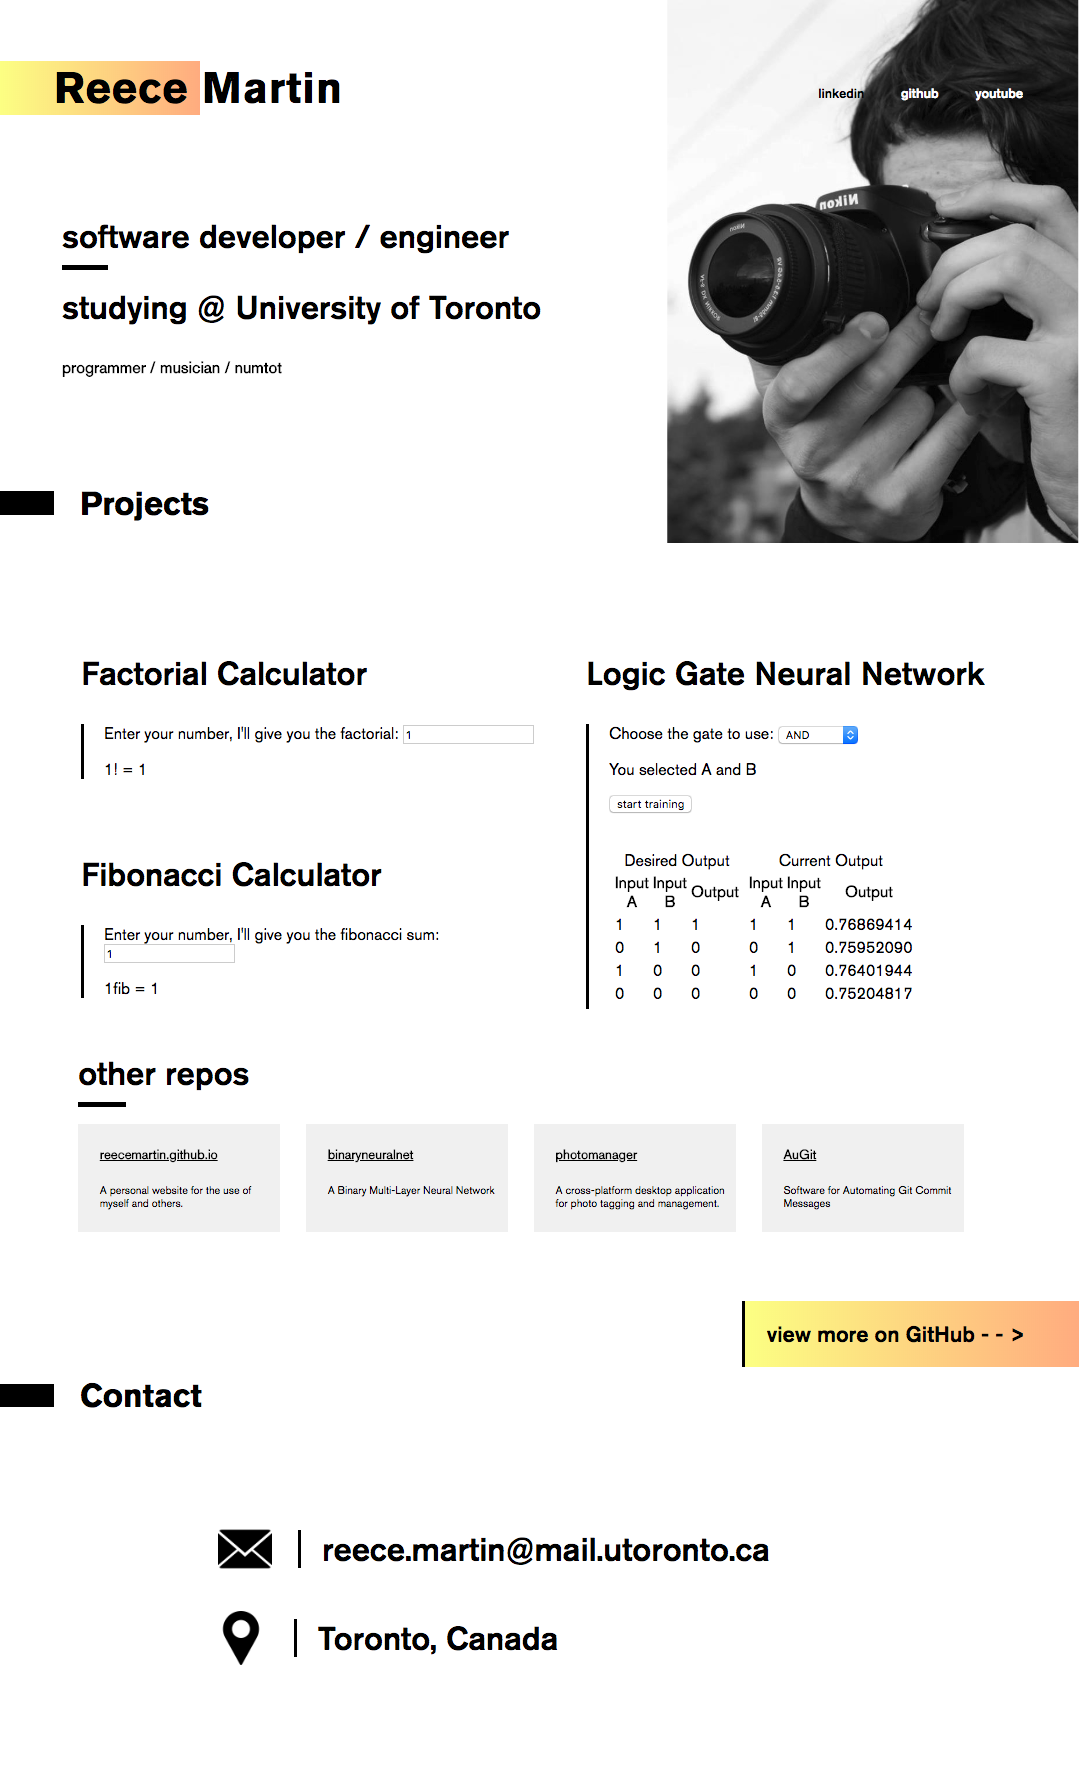 Reece Martin
linkedin github youtube
Nikon
software developer / engineer
studying @ University of Toronto
programmer / musician / numtot
Projects
Factorial Calculator
Enter your number, I'll give you the factorial: 1
1! = 1
Fibonacci Calculator
Enter your number, I'll give you the fibonacci sum:
1
1fib = 1
Logic Gate Neural Network
Choose the gate to use: AND
You selected A and B
start training
Desired Output Current Output
Input A Input B Output Input A Input B Output
1 1 1 1 1 0.76869414
0 1 0 0 1 0.75952090
1 0 0 1 0 0.76401944
0 0 0 0 0 0.75204817
other repos
reecemartin.github.io
A personal website for the use of
myself and others.
binaryneuralnet
A Binary Multi-Layer Neural Network
photomanager
A cross-platform desktop application
for photo tagging and management.
AuGit
Software for Automating Git Commit
Messages
view more on GitHub - - >
Contact
reece.martin@mail.utoronto.ca
Toronto, Canada